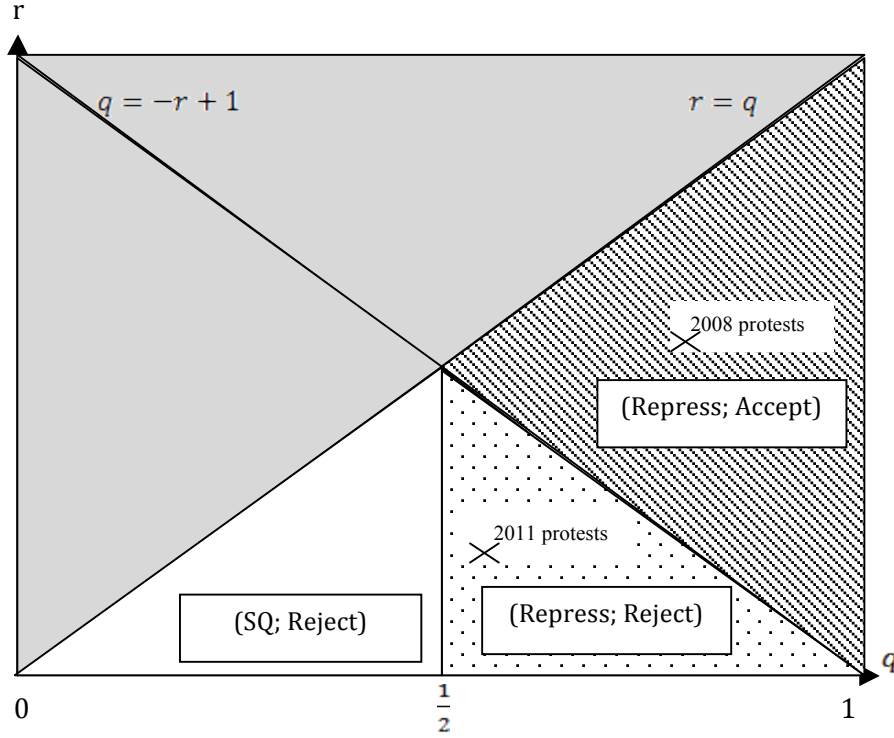 r
q = −r + 1
r = q
2008 protests
(Repress; Accept)
2011 protests
(SQ; Reject)
(Repress; Reject)
q
0
1/2
1